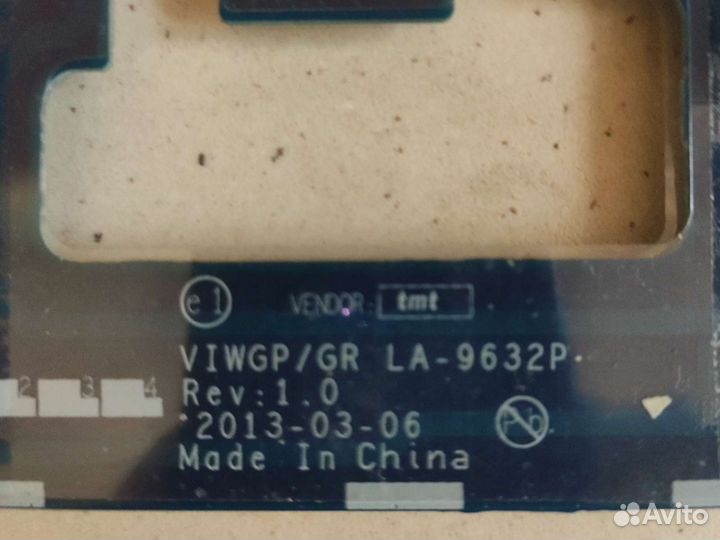 e1 VENDOR: tmt
VIWGP/GR LA-9632P
Rev:1.0
2013-03-06 Pb
Made In China
2 3 4
Avito